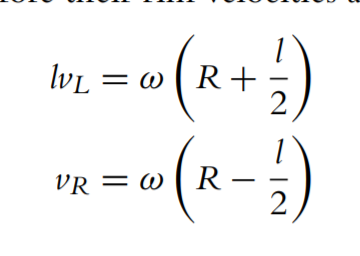 lv_L = ω(R + l/2)
v_R = ω(R − l/2)